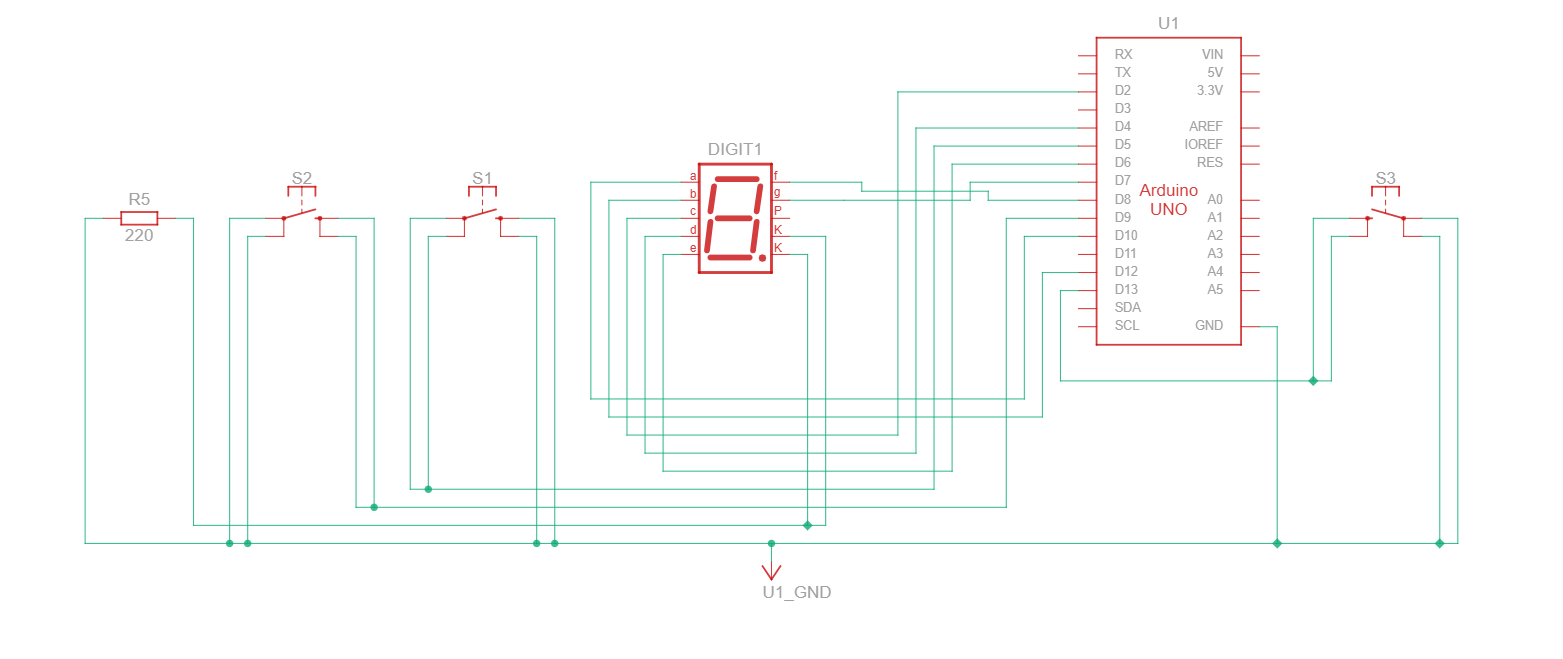 U1
RX VIN
TX 5V
D2 3.3V
D3
D4 AREF
D5 IOREF
D6 RES
D7
Arduino
UNO
D8 A0
D9 A1
D10 A2
D11 A3
D12 A4
D13 A5
SDA
SCL GND
DIGIT1
a f
b g
c P
d K
e K
R5
220
S2
S1
S3
U1_GND